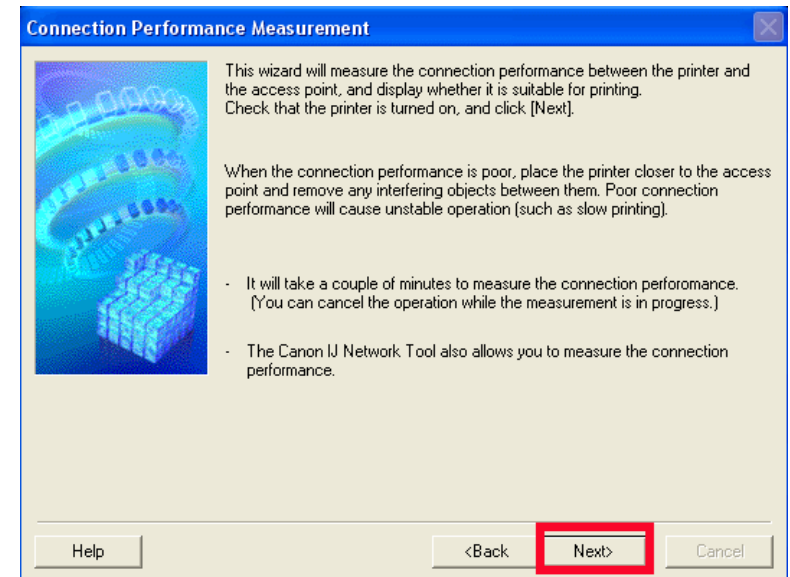 Connection Performance Measurement
This wizard will measure the connection performance between the printer and
the access point, and display whether it is suitable for printing.
Check that the printer is turned on, and click [Next].
When the connection performance is poor, place the printer closer to the access
point and remove any interfering objects between them. Poor connection
performance will cause unstable operation (such as slow printing).
- It will take a couple of minutes to measure the connection perforomance.
(You can cancel the operation while the measurement is in progress.)
- The Canon IJ Network Tool also allows you to measure the connection
performance.
Help <Back Next> Cancel